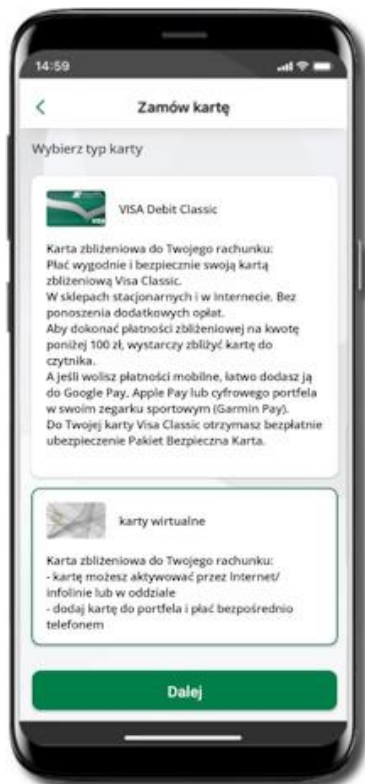 14:59
Zamów kartę
Wybierz typ karty
VISA
VISA Debit Classic
Karta zbliżeniowa do Twojego rachunku:
Płać wygodnie i bezpiecznie swoją kartą
zbliżeniową Visa Classic.
W sklepach stacjonarnych i w Internecie. Bez
ponoszenia dodatkowych opłat.
Aby dokonać płatności zbliżeniowej na kwotę
poniżej 100 zł, wystarczy zbliżyć kartę do
czytnika.
A jeśli wolisz płatności mobilne, łatwo dodasz ją
do Google Pay, Apple Pay lub cyfrowego portfela
w swoim zegarku sportowym (Garmin Pay).
Do Twojej karty Visa Classic otrzymasz bezpłatnie
ubezpieczenie Pakiet Bezpieczna Karta.
karty wirtualne
Karta zbliżeniowa do Twojego rachunku:
- kartę możesz aktywować przez Internet/
infolinie lub w oddziale
- dodaj kartę do portfela i płać bezpośrednio
telefonem
Dalej